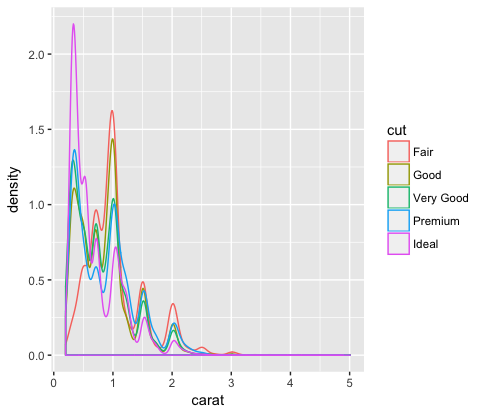 density
2.0
1.5
1.0
0.5
0.0
0 1 2 3 4 5
carat
cut
Fair
Good
Very Good
Premium
Ideal